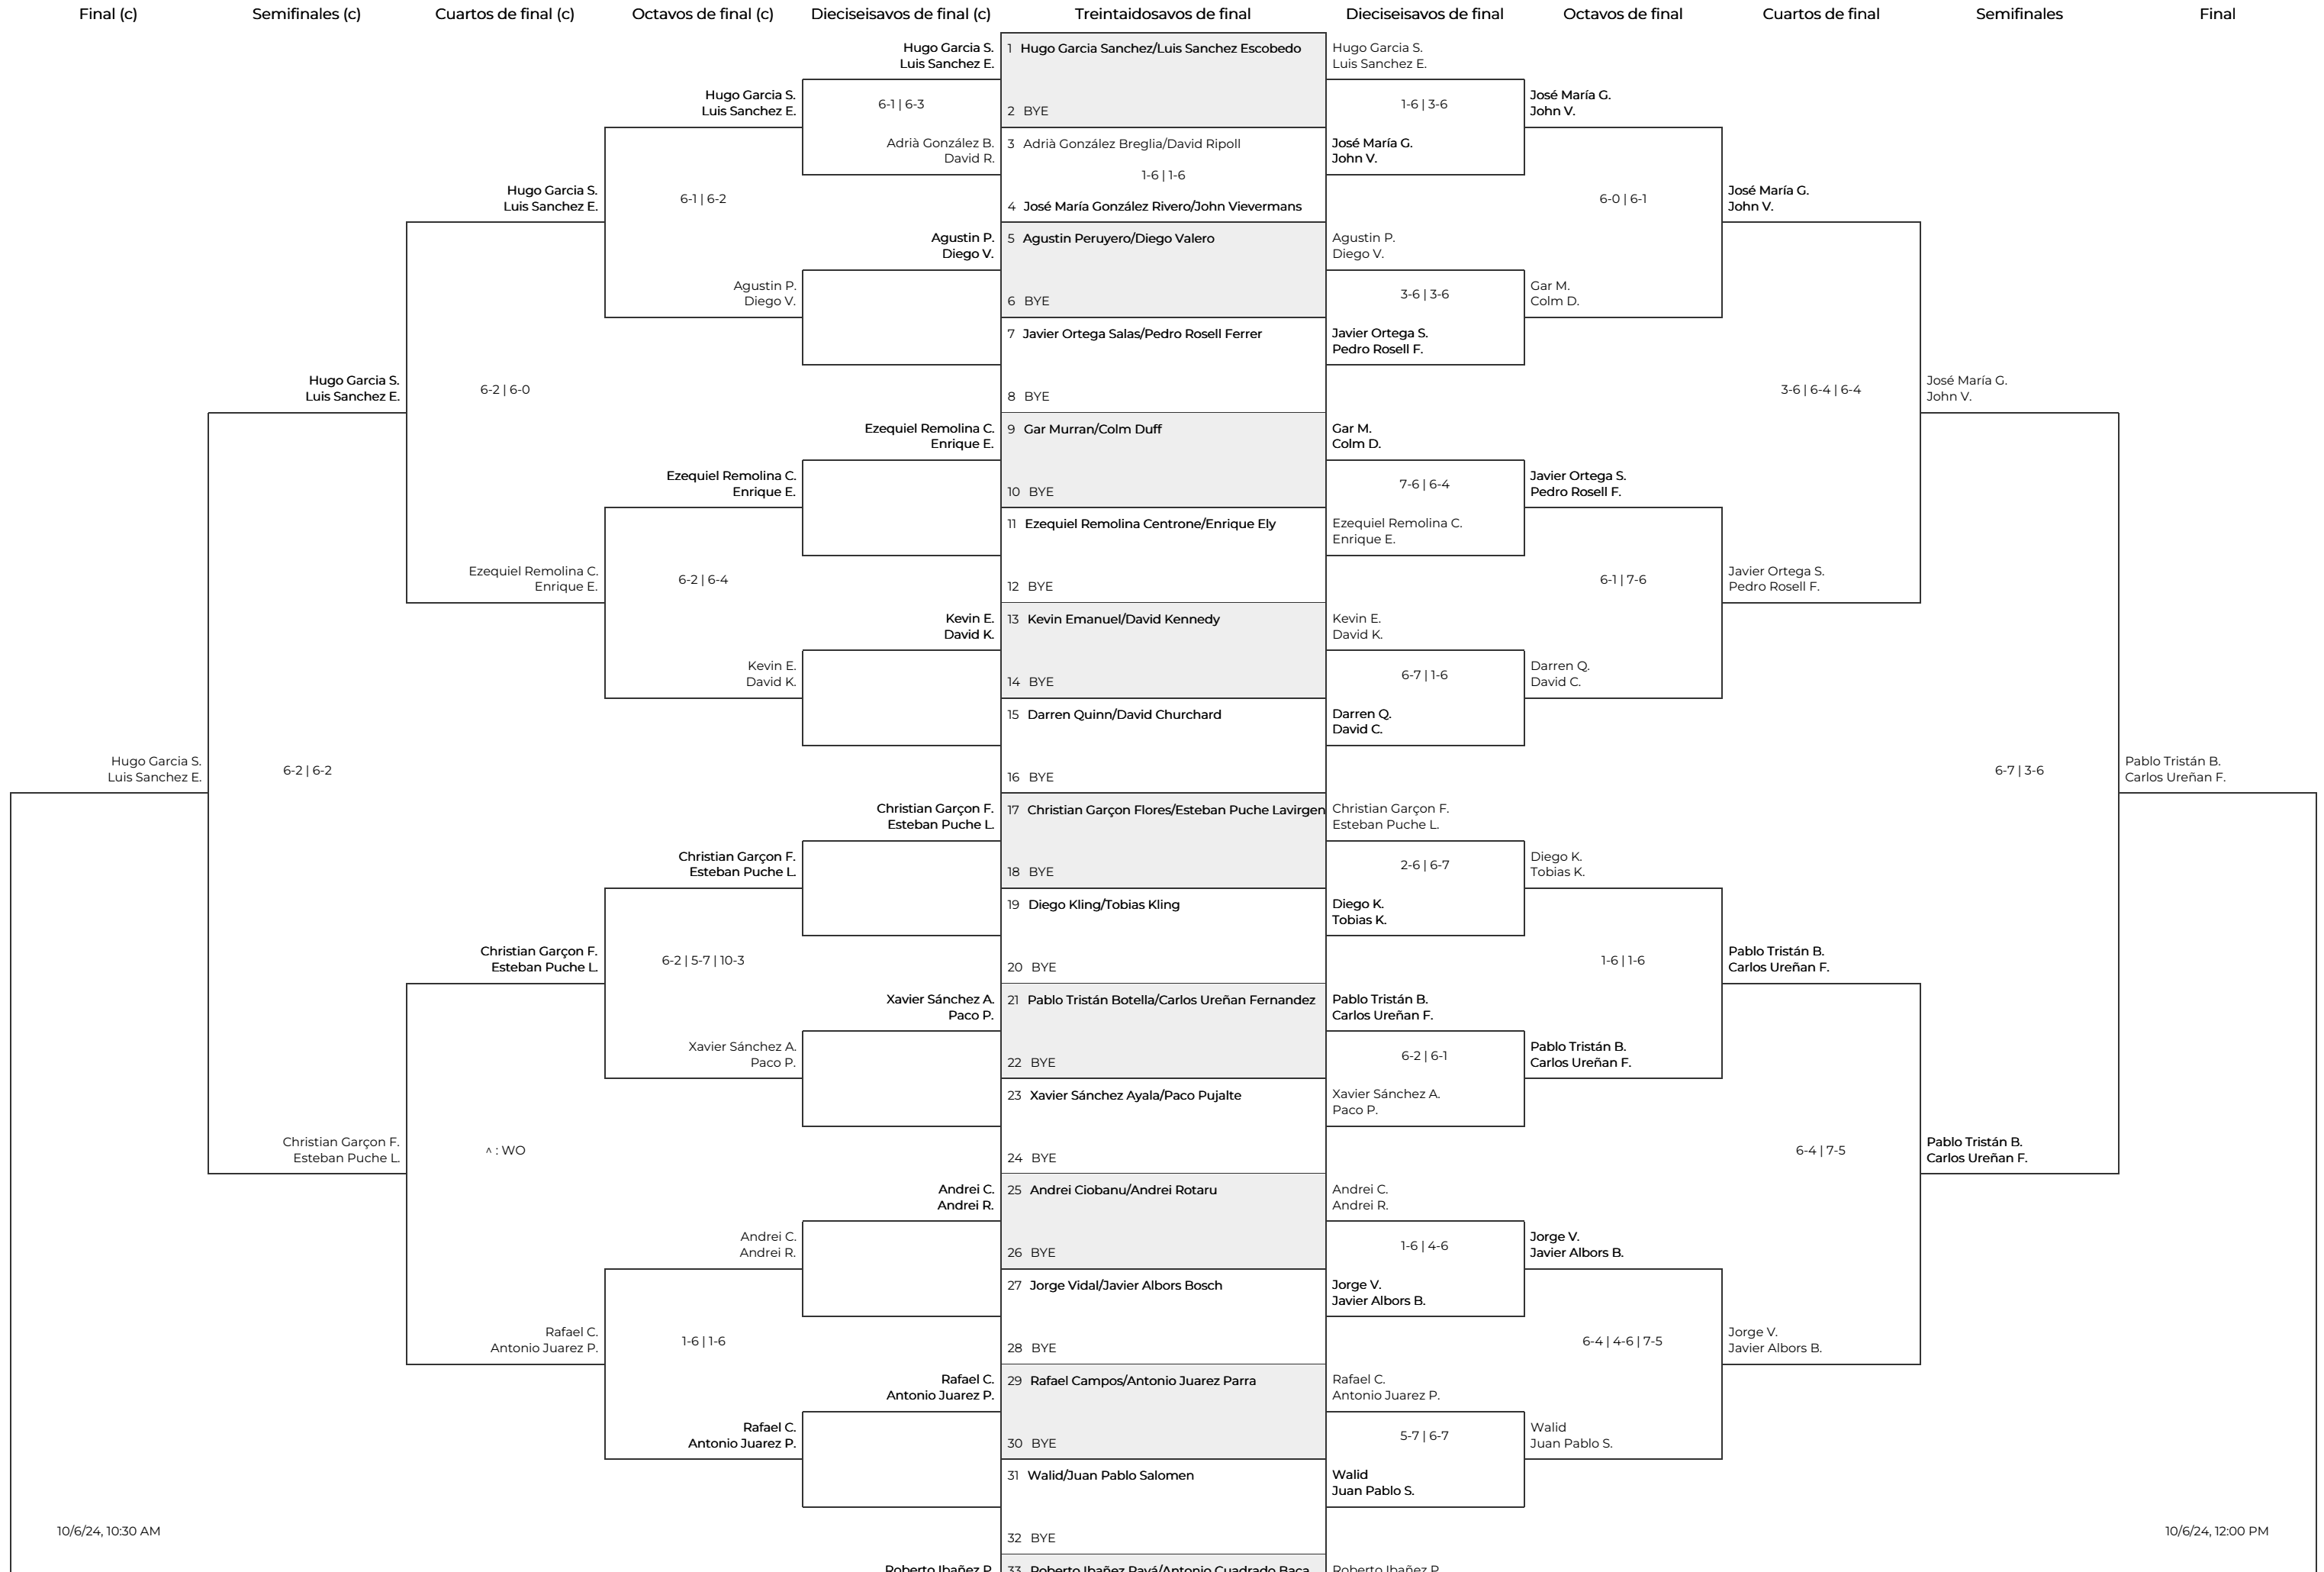 Final (c) Semifinales (c) Cuartos de final (c) Octavos de final (c) Dieciseisavos de final (c) Treintaidosavos de final Dieciseisavos de final Octavos de final Cuartos de final Semifinales Final
Hugo Garcia S. 1 Hugo Garcia Sanchez/Luis Sanchez Escobedo Hugo Garcia S.
Luis Sanchez E. Luis Sanchez E.
Hugo Garcia S. 6-1 | 6-3 1-6 | 3-6 José María G.
Luis Sanchez E. 2 BYE John V.
Adrià González B. 3 Adrià González Breglia/David Ripoll José María G.
David R. John V.
1-6 | 1-6
Hugo Garcia S. 6-1 | 6-2 6-0 | 6-1 José María G.
Luis Sanchez E. 4 José María González Rivero/John Vievermans John V.
Agustin P. 5 Agustin Peruyero/Diego Valero Agustin P.
Diego V. Diego V.
Agustin P. 3-6 | 3-6 Gar M.
Diego V. 6 BYE Colm D.
7 Javier Ortega Salas/Pedro Rosell Ferrer Javier Ortega S.
Pedro Rosell F.
Hugo Garcia S. 6-2 | 6-0 3-6 | 6-4 | 6-4 José María G.
Luis Sanchez E. 8 BYE John V.
Ezequiel Remolina C. 9 Gar Murran/Colm Duff Gar M.
Enrique E. Colm D.
Ezequiel Remolina C. 7-6 | 6-4 Javier Ortega S.
Enrique E. 10 BYE Pedro Rosell F.
11 Ezequiel Remolina Centrone/Enrique Ely Ezequiel Remolina C.
Enrique E.
Ezequiel Remolina C. 6-2 | 6-4 6-1 | 7-6 Javier Ortega S.
Enrique E. 12 BYE Pedro Rosell F.
Kevin E. 13 Kevin Emanuel/David Kennedy Kevin E.
David K. David K.
Kevin E. 6-7 | 1-6 Darren Q.
David K. 14 BYE David C.
15 Darren Quinn/David Churchard Darren Q.
David C.
Hugo Garcia S. 6-2 | 6-2 6-7 | 3-6 Pablo Tristán B.
Luis Sanchez E. 16 BYE Carlos Ureñan F.
Christian Garçon F. 17 Christian Garçon Flores/Esteban Puche Lavirgen Christian Garçon F.
Esteban Puche L. Esteban Puche L.
Christian Garçon F. 2-6 | 6-7 Diego K.
Esteban Puche L. 18 BYE Tobias K.
19 Diego Kling/Tobias Kling Diego K.
Tobias K.
Christian Garçon F. 6-2 | 5-7 | 10-3 1-6 | 1-6 Pablo Tristán B.
Esteban Puche L. 20 BYE Carlos Ureñan F.
Xavier Sánchez A. 21 Pablo Tristán Botella/Carlos Ureñan Fernandez Pablo Tristán B.
Paco P. Carlos Ureñan F.
Xavier Sánchez A. 6-2 | 6-1 Pablo Tristán B.
Paco P. 22 BYE Carlos Ureñan F.
23 Xavier Sánchez Ayala/Paco Pujalte Xavier Sánchez A.
Paco P.
Christian Garçon F. ^ : WO 6-4 | 7-5 Pablo Tristán B.
Esteban Puche L. 24 BYE Carlos Ureñan F.
Andrei C. 25 Andrei Ciobanu/Andrei Rotaru Andrei C.
Andrei R. Andrei R.
Andrei C. 1-6 | 4-6 Jorge V.
Andrei R. 26 BYE Javier Albors B.
27 Jorge Vidal/Javier Albors Bosch Jorge V.
Javier Albors B.
Rafael C. 1-6 | 1-6 6-4 | 4-6 | 7-5 Jorge V.
Antonio Juarez P. 28 BYE Javier Albors B.
Rafael C. 29 Rafael Campos/Antonio Juarez Parra Rafael C.
Antonio Juarez P. Antonio Juarez P.
Rafael C. 5-7 | 6-7 Walid
Antonio Juarez P. 30 BYE Juan Pablo S.
31 Walid/Juan Pablo Salomen Walid
Juan Pablo S.
10/6/24, 10:30 AM 32 BYE 10/6/24, 12:00 PM
Roberto Ibañez P. 33 Roberto Ibañez Payá/Antonio Cuadrado Baca Roberto Ibañez P.